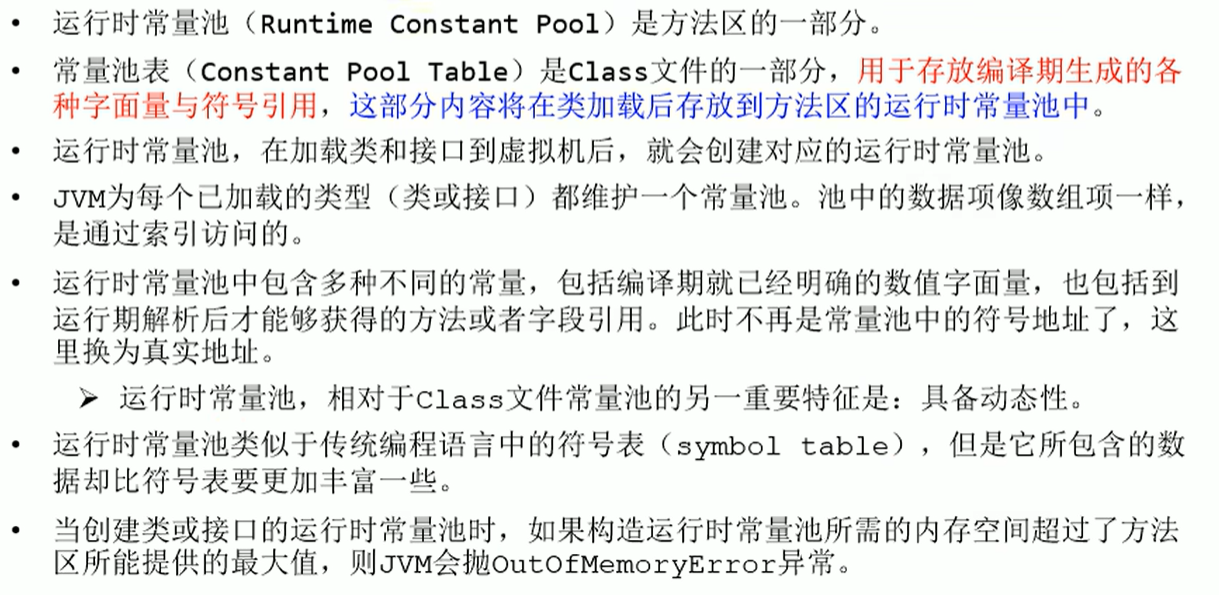 • 运行时常量池（Runtime Constant Pool）是方法区的一部分。
• 常量池表（Constant Pool Table）是Class文件的一部分，用于存放编译期生成的各
种字面量与符号引用，这部分内容将在类加载后存放到方法区的运行时常量池中。
• 运行时常量池，在加载类和接口到虚拟机后，就会创建对应的运行时常量池。
• JVM为每个已加载的类型（类或接口）都维护一个常量池。池中的数据项像数组项一样，
是通过索引访问的。
• 运行时常量池中包含多种不同的常量，包括编译期就已经明确的数值字面量，也包括到
运行期解析后才能够获得的方法或者字段引用。此时不再是常量池中的符号地址了，这
里换为真实地址。
➢ 运行时常量池，相对于Class文件常量池的另一重要特征是：具备动态性。
• 运行时常量池类似于传统编程语言中的符号表（symbol table），但是它所包含的数
据却比符号表要更加丰富一些。
• 当创建类或接口的运行时常量池时，如果构造运行时常量池所需的内存空间超过了方法
区所能提供的最大值，则JVM会抛OutOfMemoryError异常。